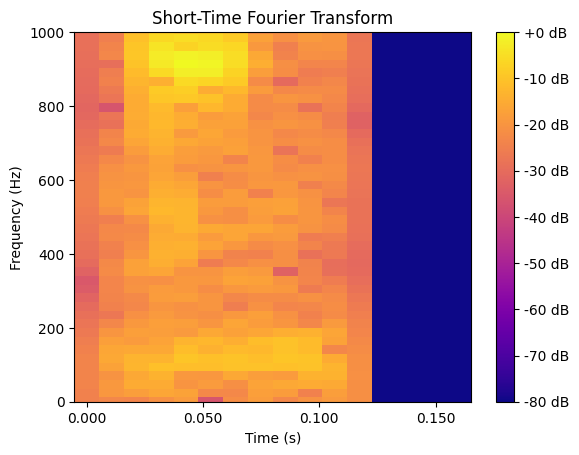 Short-Time Fourier Transform
1000
800
600
400
200
0
Frequency (Hz)
0.000
0.050
0.100
0.150
Time (s)
+0 dB
-10 dB
-20 dB
-30 dB
-40 dB
-50 dB
-60 dB
-70 dB
-80 dB